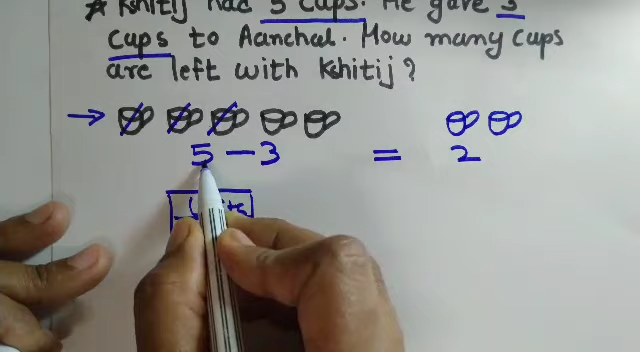 * Khitij had 5 cups. He gave 3
cups to Aanchal. How many cups
are left with Kshitij?
→
5 - 3 = 2